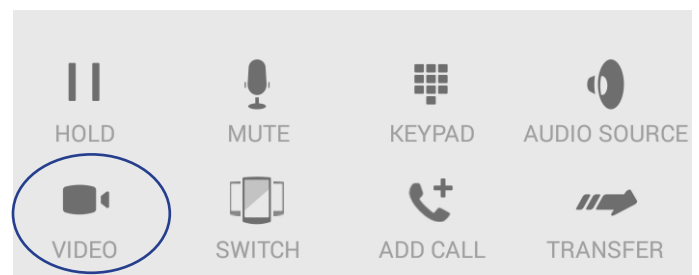 HOLD MUTE KEYPAD AUDIO SOURCE
VIDEO SWITCH ADD CALL TRANSFER